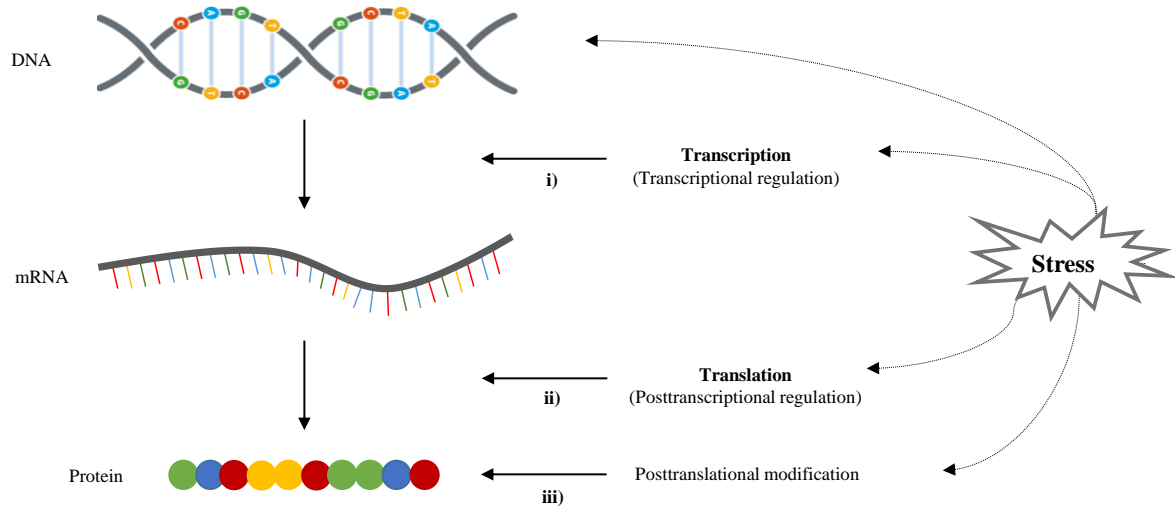 C A G T G C T A
DNA
G T C A C G A T
Transcription
i)
(Transcriptional regulation)
Stress
mRNA
Translation
ii)
(Posttranscriptional regulation)
Protein
Posttranslational modification
iii)